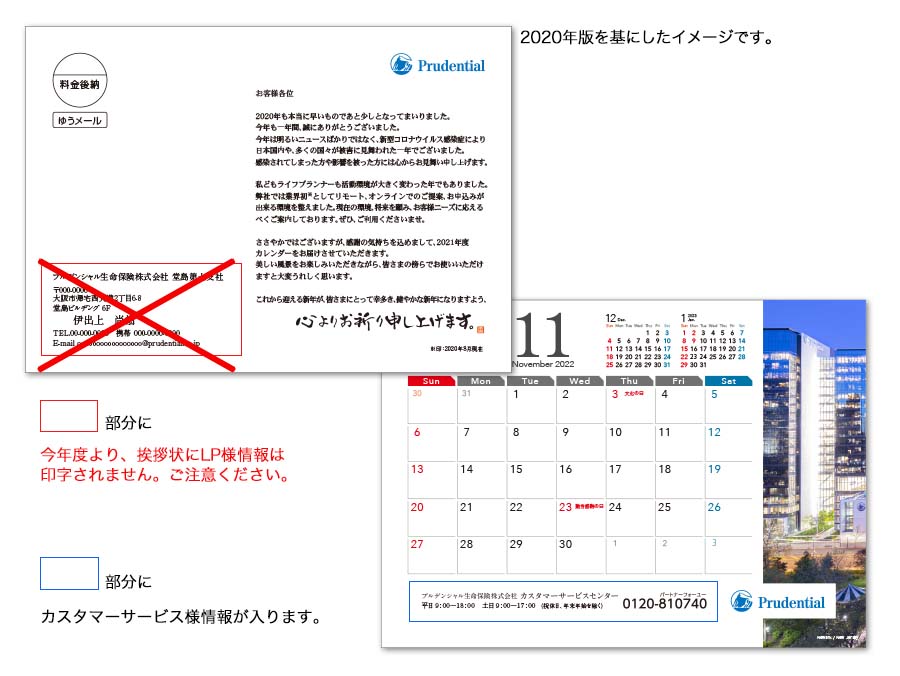 2020年版を基にしたイメージです。
料金後納
ゆうメール
Prudential
お客様各位
2020年も本当に早いものであと少しとなってまいりました。
今年も一年間、誠にありがとうございました。
今年は明るいニュースばかりではなく、新型コロナウイルス感染症により
日本国内や、多くの国々が被害に見舞われた一年でございました。
感染されてしまった方や影響を被った方には心からお見舞い申し上げます。
私どもライフプランナーも活動環境が大きく変わった年でもありました。
弊社では業界初※としてリモート、オンラインでのご提案、お申込みが
出来る環境を整えました。現在の環境、将来を顧み、お客様ニーズに応える
べくご案内しております。ぜひ、ご利用くださいませ。
ささやかではございますが、感謝の気持ちを込めまして、2021年度
カレンダーをお届けさせていただきます。
美しい風景をお楽しみいただきながら、皆さまの傍らでお使いいただけ
ますと大変うれしく思います。
これから迎える新年が、皆さまにとって幸多き、健やかな新年になりますよう、
心よりお祈り申し上げます。
※印:2020年8月現在
プルデンシャル生命保険株式会社 堂島第 支社
〒000-0000
大阪市 2丁目6-8
堂島ビルヂング 6F
伊出上
TEL.00-000- 携帯 000-0000-
E-mail
部分に
今年度より、挨拶状にLP様情報は
印字されません。ご注意ください。
部分に
カスタマーサービス様情報が入ります。
11
November 2022
12 Dec.
Sun Mon Tue Wed Thu Fri Sat
1 2 3
4 5 6 7 8 9 10
11 12 13 14 15 16 17
18 19 20 21 22 23 24
25 26 27 28 29 30 31
1 2023 Jan.
Sun Mon Tue Wed Thu Fri Sat
1 2 3 4 5 6 7
8 9 10 11 12 13 14
15 16 17 18 19 20 21
22 23 24 25 26 27 28
29 30 31
Sun Mon Tue Wed Thu Fri Sat
30 31 1 2 3 文化の日 4 5
6 7 8 9 10 11 12
13 14 15 16 17 18 19
20 21 22 23 勤労感謝の日 24 25 26
27 28 29 30 1 2 3
プルデンシャル生命保険株式会社 カスタマーサービスセンター
平日 9:00〜18:00 土日 9:00〜17:00 (祝休日、年末年始を除く)
パートナーフォーユー
0120-810740
Prudential